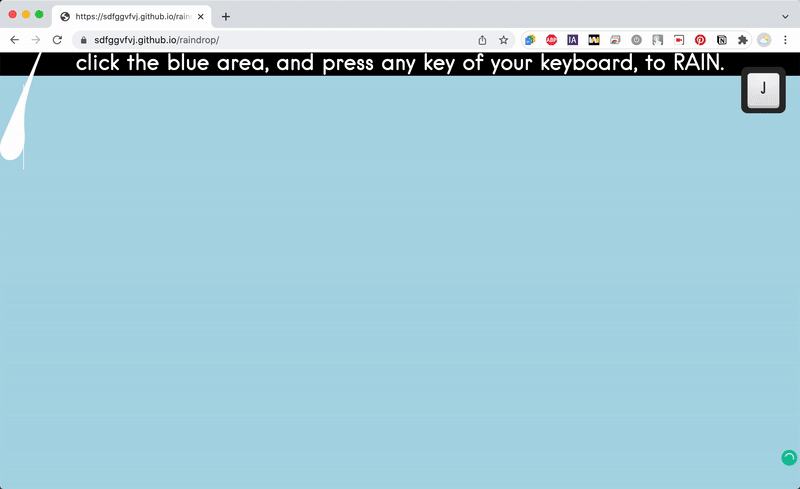 https://sdfggvfvj.github.io/rain
sdfggvfvj.github.io/raindrop/
ABP
IA
click the blue area, and press any key of your keyboard, to RAIN.
J